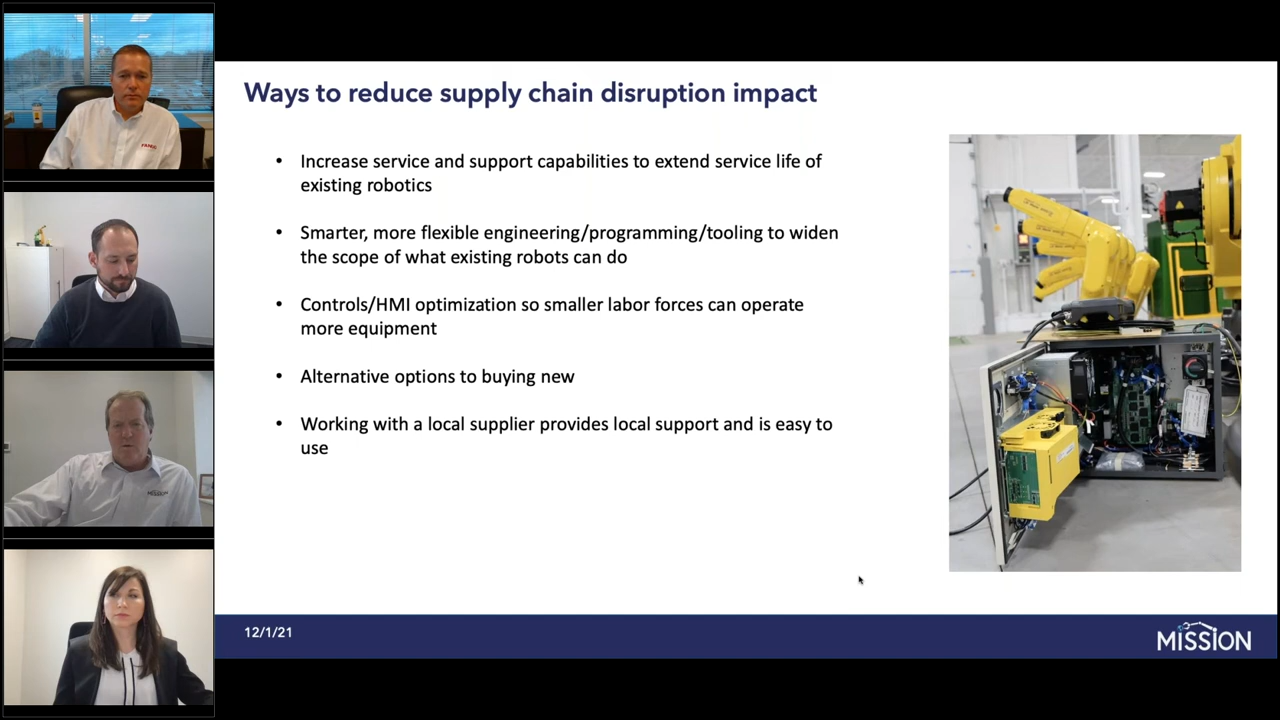 Ways to reduce supply chain disruption impact
• Increase service and support capabilities to extend service life of
existing robotics
• Smarter, more flexible engineering/programming/tooling to widen
the scope of what existing robots can do
• Controls/HMI optimization so smaller labor forces can operate
more equipment
• Alternative options to buying new
• Working with a local supplier provides local support and is easy to
use
12/1/21
MISSION
FANUC
MISSION